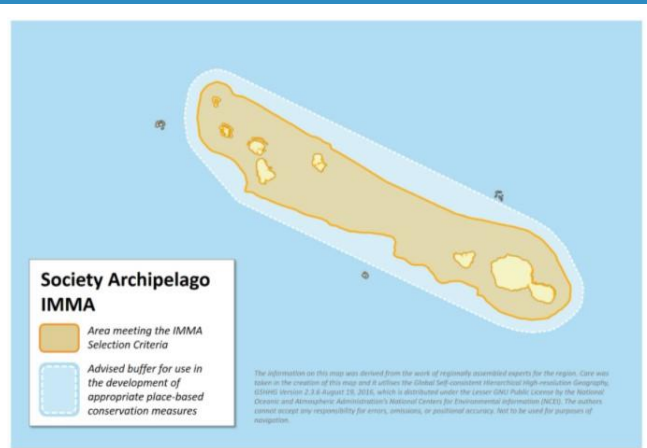 Society Archipelago
IMMA
Area meeting the IMMA
Selection Criteria
Advised buffer for use in
the development of
appropriate place-based
conservation measures
The information on this map was derived from the work of regionally assembled experts for the region. Care was
taken in the creation of this map and it utilises the Global Self-consistent Hierarchical High-resolution Geography,
GSHHS Version 2.3.6 August 19, 2016, which is distributed under the Lesser GNU Public License by the National
Oceanic and Atmospheric Administration's National Centers for Environmental Information (NCEI). The authors
cannot accept any responsibility for errors, omissions, or positional accuracy. Not to be used for purposes of
navigation.